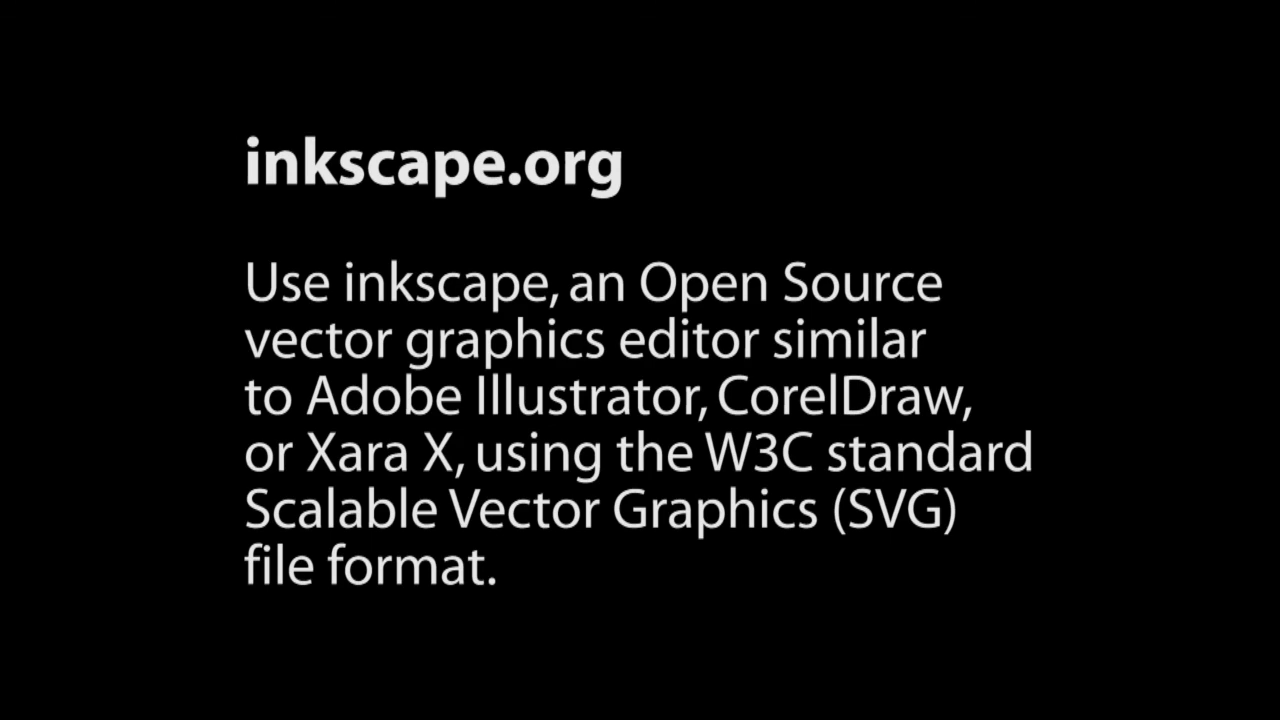 inkscape.org
Use inkscape, an Open Source
vector graphics editor similar
to Adobe Illustrator, CorelDraw,
or Xara X, using the W3C standard
Scalable Vector Graphics (SVG)
file format.